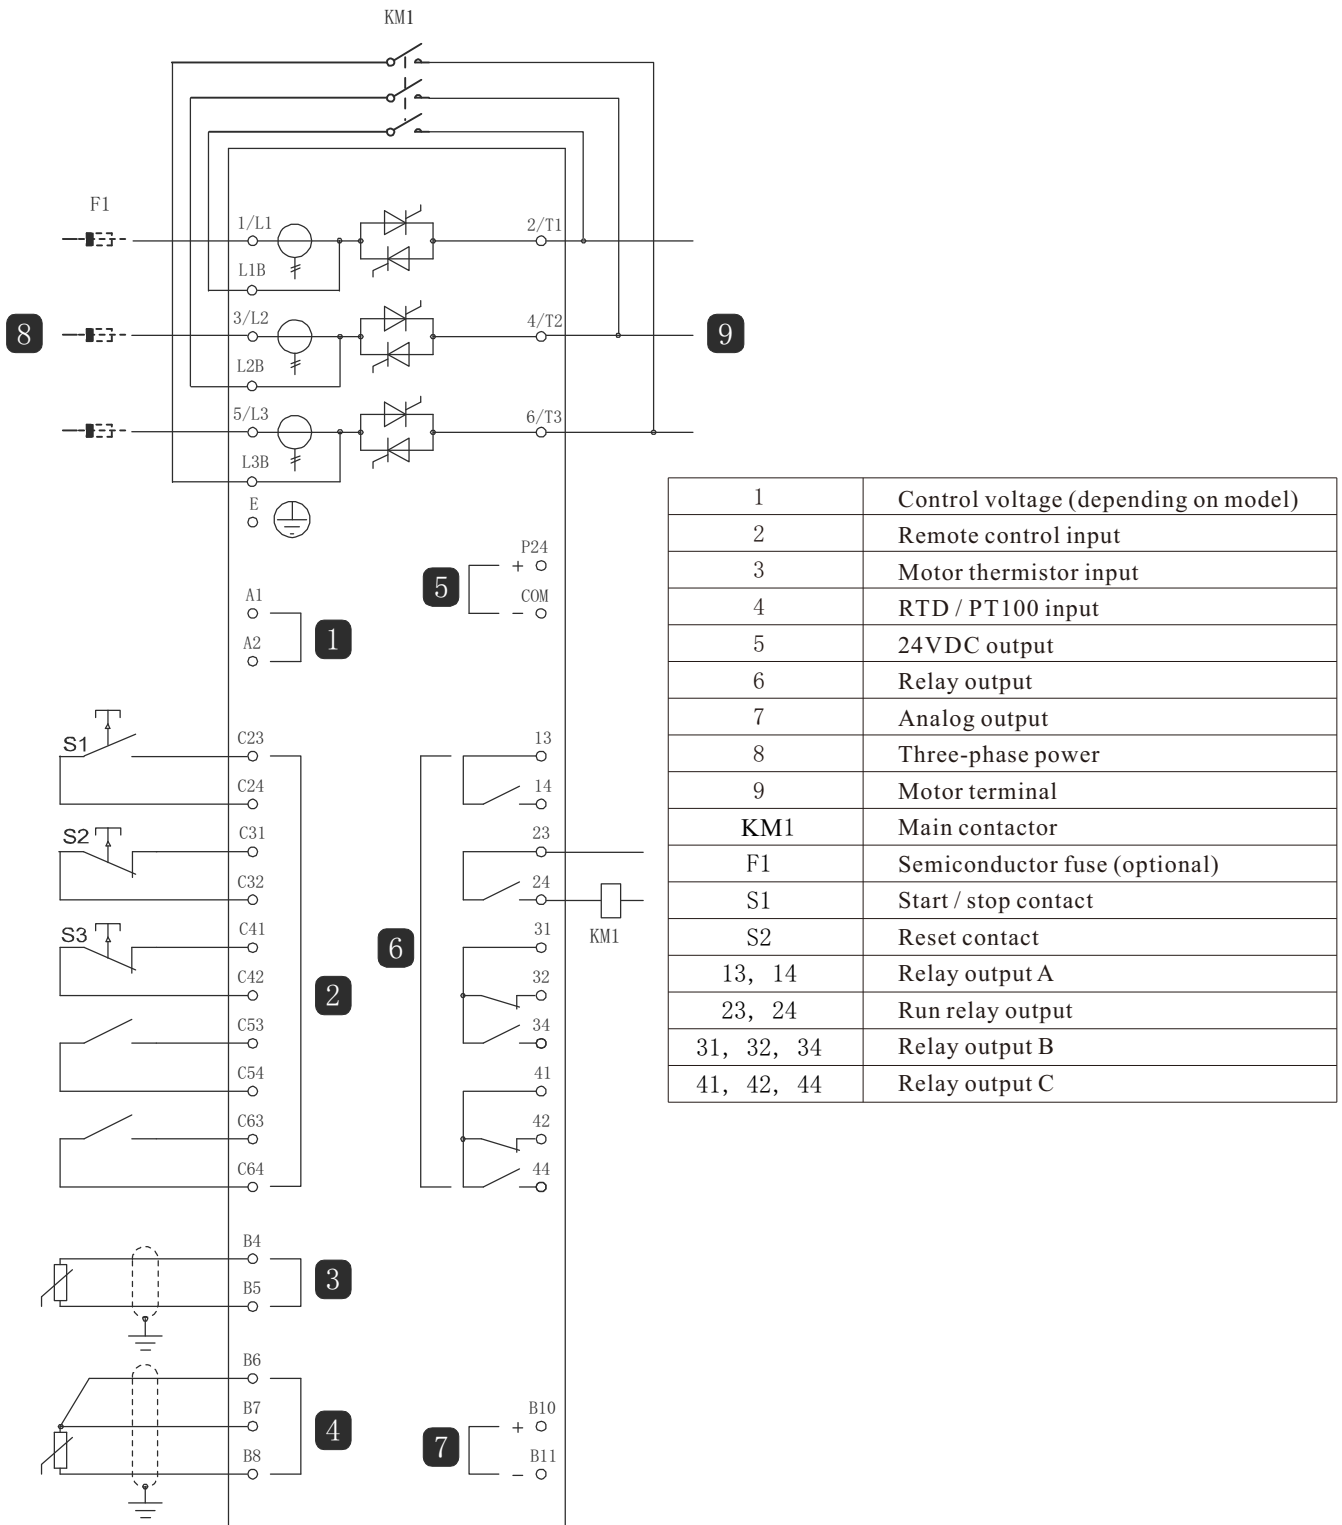 KM1
F1
1/L1
2/T1
L1B
3/L2
4/T2
8
9
L2B
5/L3
6/T3
L3B
E
P24
+
5
COM
−
A1
1
A2
S1
C23
C24
S2
C31
C32
S3
C41
C42
2
C53
C54
C63
C64
13
14
23
24
KM1
31
6
32
34
41
42
44
B4
3
B5
B6
B7
4
B8
B10
+
7
B11
−
1 Control voltage (depending on model)
2 Remote control input
3 Motor thermistor input
4 RTD / PT100 input
5 24VDC output
6 Relay output
7 Analog output
8 Three-phase power
9 Motor terminal
KM1 Main contactor
F1 Semiconductor fuse (optional)
S1 Start / stop contact
S2 Reset contact
13, 14 Relay output A
23, 24 Run relay output
31, 32, 34 Relay output B
41, 42, 44 Relay output C